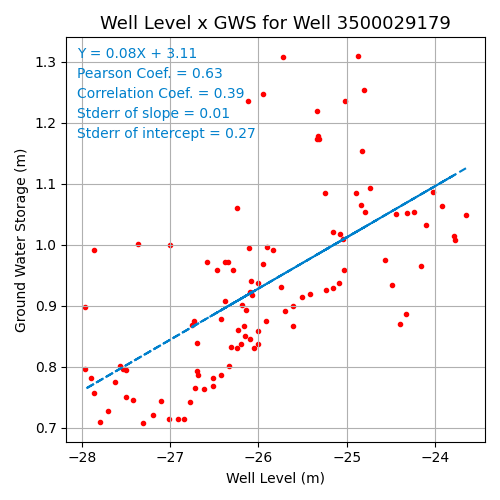 Well Level x GWS for Well 3500029179
Y = 0.08X + 3.11
Pearson Coef. = 0.63
Correlation Coef. = 0.39
Stderr of slope = 0.01
Stderr of intercept = 0.27
Ground Water Storage (m)
1.3
1.2
1.1
1.0
0.9
0.8
0.7
−28 −27 −26 −25 −24
Well Level (m)